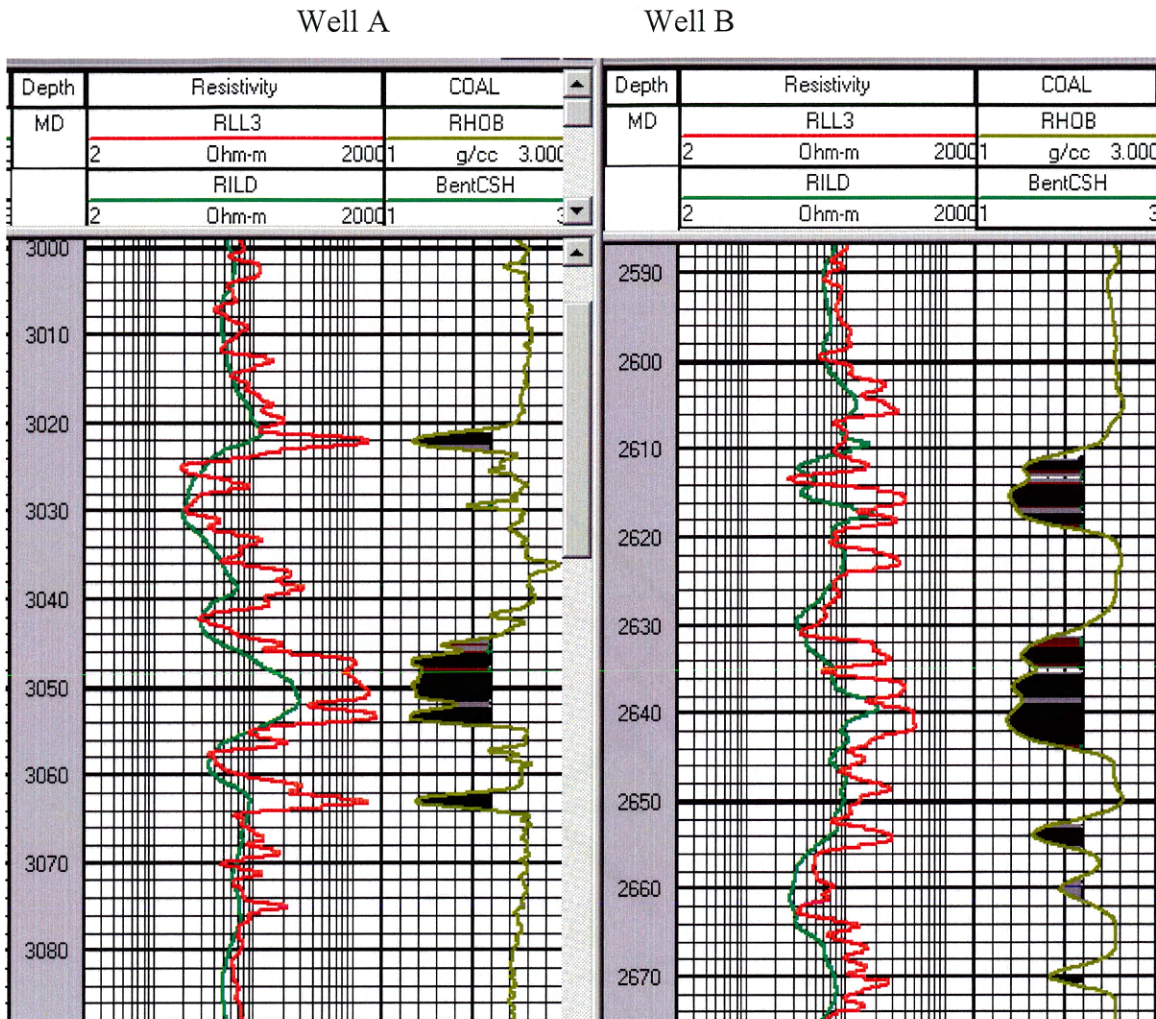 Well A
Well B
Depth Resistivity COAL
MD RLL3 RHOB
2 Ohm-m 2000 1 g/cc 3.000
RILD BentCSH
2 Ohm-m 2000 1 3
3000
3010
3020
3030
3040
3050
3060
3070
3080
Depth Resistivity COAL
MD RLL3 RHOB
2 Ohm-m 2000 1 g/cc 3.000
RILD BentCSH
2 Ohm-m 2000 1 3
2590
2600
2610
2620
2630
2640
2650
2660
2670